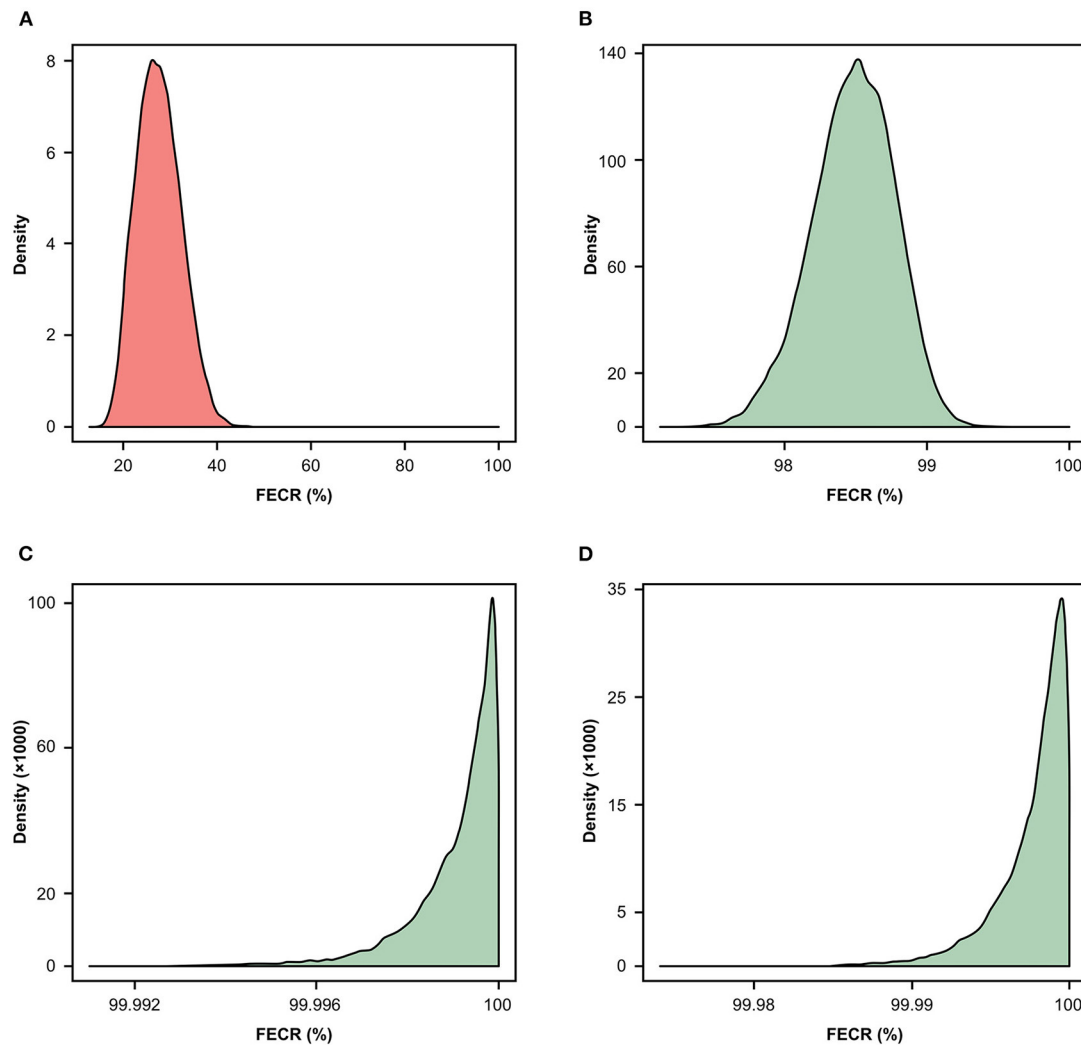 A
8
6
4
2
0
Density
20 40 60 80 100
FECR (%)
B
140
100
60
20
0
Density
98 99 100
FECR (%)
C
100
60
20
0
Density (×1000)
99.992 99.996 100
FECR (%)
D
35
25
15
5
0
Density (×1000)
99.98 99.99 100
FECR (%)